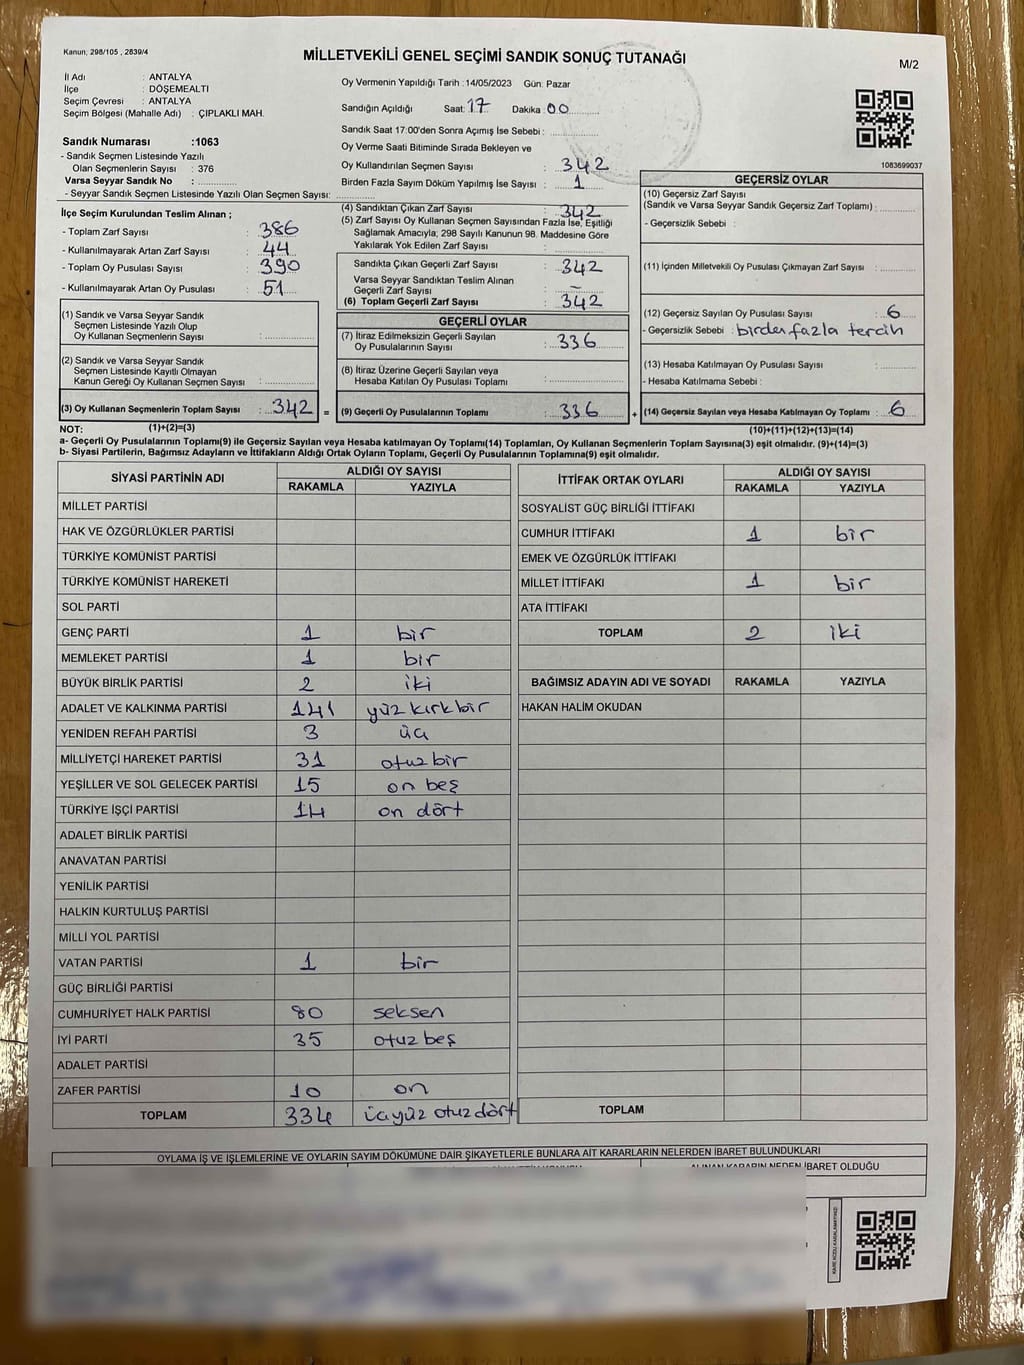 Kanun; 298/105 , 2839/4
MİLLETVEKİLİ GENEL SEÇİMİ SANDIK SONUÇ TUTANAĞI
M/2
İl Adı : ANTALYA
İlçe : DÖŞEMEALTI
Seçim Çevresi : ANTALYA
Seçim Bölgesi (Mahalle Adı) : ÇIPLAKLI MAH.
Sandık Numarası :1063
- Sandık Seçmen Listesinde Yazılı
Olan Seçmenlerin Sayısı : 376
Varsa Seyyar Sandık No :
- Seyyar Sandık Seçmen Listesinde Yazılı Olan Seçmen Sayısı:
İlçe Seçim Kurulundan Teslim Alınan ;
- Toplam Zarf Sayısı : 386
- Kullanılmayarak Artan Zarf Sayısı : 44
- Toplam Oy Pusulası Sayısı : 390
- Kullanılmayarak Artan Oy Pusulası : 51
Oy Vermenin Yapıldığı Tarih :14/05/2023 Gün: Pazar
Sandığın Açıldığı Saat: 17 Dakika: 00
Sandık Saat 17:00'den Sonra Açımış İse Sebebi :
Oy Verme Saati Bitiminde Sırada Bekleyen ve
Oy Kullandırılan Seçmen Sayısı : 342
Birden Fazla Sayım Döküm Yapılmış İse Sayısı : 1
(4) Sandıktan Çıkan Zarf Sayısı : 342
(5) Zarf Sayısı Oy Kullanan Seçmen Sayısından Fazla İse, Eşitliği
Sağlamak Amacıyla; 298 Sayılı Kanunun 98. Maddesine Göre
Yakılarak Yok Edilen Zarf Sayısı :
Sandıkta Çıkan Geçerli Zarf Sayısı : 342
Varsa Seyyar Sandıktan Teslim Alınan
Geçerli Zarf Sayısı : –
(6) Toplam Geçerli Zarf Sayısı : 342
1083699037
GEÇERSİZ OYLAR
(10) Geçersiz Zarf Sayısı
(Sandık ve Varsa Seyyar Sandık Geçersiz Zarf Toplamı) :
- Geçersizlik Sebebi :
(11) İçinden Milletvekili Oy Pusulası Çıkmayan Zarf Sayısı :
(12) Geçersiz Sayılan Oy Pusulası Sayısı : 6
- Geçersizlik Sebebi : birden fazla tercih
(13) Hesaba Katılmayan Oy Pusulası Sayısı :
- Hesaba Katılmama Sebebi :
(14) Geçersiz Sayılan veya Hesaba Katılmayan Oy Toplamı : 6
(10)+(11)+(12)+(13)=(14)
(1) Sandık ve Varsa Seyyar Sandık
Seçmen Listesinde Yazılı Olup
Oy Kullanan Seçmenlerin Sayısı :
(2) Sandık ve Varsa Seyyar Sandık
Seçmen Listesinde Kayıtlı Olmayan
Kanun Gereği Oy Kullanan Seçmen Sayısı :
(3) Oy Kullanan Seçmenlerin Toplam Sayısı : 342 =
(1)+(2)=(3)
GEÇERLİ OYLAR
(7) İtiraz Edilmeksizin Geçerli Sayılan
Oy Pusulalarının Sayısı : 336
(8) İtiraz Üzerine Geçerli Sayılan veya
Hesaba Katılan Oy Pusulası Toplamı :
(9) Geçerli Oy Pusulalarının Toplamı : 336 +
NOT:
a- Geçerli Oy Pusulalarının Toplamı(9) ile Geçersiz Sayılan veya Hesaba katılmayan Oy Toplamı(14) Toplamları, Oy Kullanan Seçmenlerin Toplam Sayısına(3) eşit olmalıdır. (9)+(14)=(3)
b- Siyasi Partilerin, Bağımsız Adayların ve İttifakların Aldığı Ortak Oyların Toplamı, Geçerli Oy Pusulalarının Toplamına(9) eşit olmalıdır.
SİYASİ PARTİNİN ADI ALDIĞI OY SAYISI
RAKAMLA YAZIYLA
MİLLET PARTİSİ
HAK VE ÖZGÜRLÜKLER PARTİSİ
TÜRKİYE KOMÜNİST PARTİSİ
TÜRKİYE KOMÜNİST HAREKETİ
SOL PARTİ
GENÇ PARTİ 1 bir
MEMLEKET PARTİSİ 1 bir
BÜYÜK BİRLİK PARTİSİ 2 iki
ADALET VE KALKINMA PARTİSİ 141 yüz kırk bir
YENİDEN REFAH PARTİSİ 3 üç
MİLLİYETÇİ HAREKET PARTİSİ 31 otuz bir
YEŞİLLER VE SOL GELECEK PARTİSİ 15 on beş
TÜRKİYE İŞÇİ PARTİSİ 14 on dört
ADALET BİRLİK PARTİSİ
ANAVATAN PARTİSİ
YENİLİK PARTİSİ
HALKIN KURTULUŞ PARTİSİ
MİLLİ YOL PARTİSİ
VATAN PARTİSİ 1 bir
GÜÇ BİRLİĞİ PARTİSİ
CUMHURİYET HALK PARTİSİ 80 seksen
İYİ PARTİ 35 otuz beş
ADALET PARTİSİ
ZAFER PARTİSİ 10 on
TOPLAM 334 üçyüz otuz dört
İTTİFAK ORTAK OYLARI ALDIĞI OY SAYISI
RAKAMLA YAZIYLA
SOSYALİST GÜÇ BİRLİĞİ İTTİFAKI
CUMHUR İTTİFAKI 1 bir
EMEK VE ÖZGÜRLÜK İTTİFAKI
MİLLET İTTİFAKI 1 bir
ATA İTTİFAKI
TOPLAM 2 iki
BAĞIMSIZ ADAYIN ADI VE SOYADI RAKAMLA YAZIYLA
HAKAN HALİM OKUDAN
TOPLAM
OYLAMA İŞ VE İŞLEMLERİNE VE OYLARIN SAYIM DÖKÜMÜNE DAİR ŞİKAYETLERLE BUNLARA AİT KARARLARIN NELERDEN İBARET BULUNDUKLARI
ALINAN KARARIN NEDEN İBARET OLDUĞU